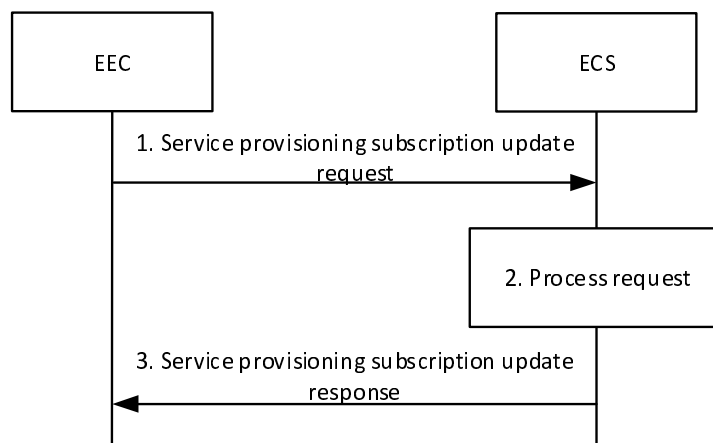 EEC
ECS
1. Service provisioning subscription update
request
2. Process request
3. Service provisioning subscription update
response